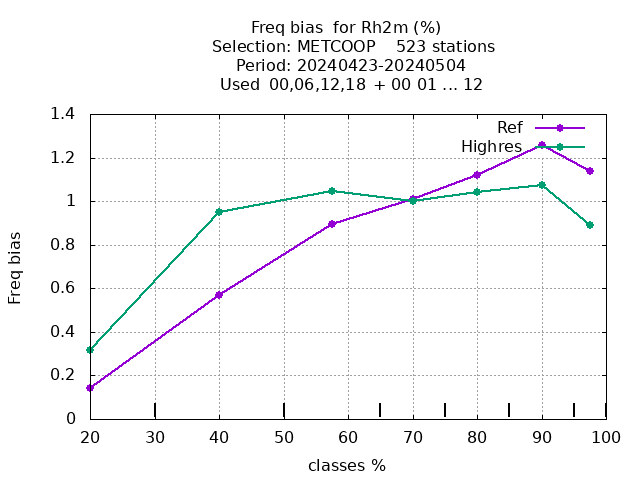 Freq bias  for Rh2m (%)
Selection: METCOOP    523 stations
Period: 20240423-20240504
Used  00,06,12,18  + 00 01 ... 12
Ref
Highres
1.4
1.2
1
0.8
0.6
0.4
0.2
0
Freq bias
20 30 40 50 60 70 80 90 100
classes %